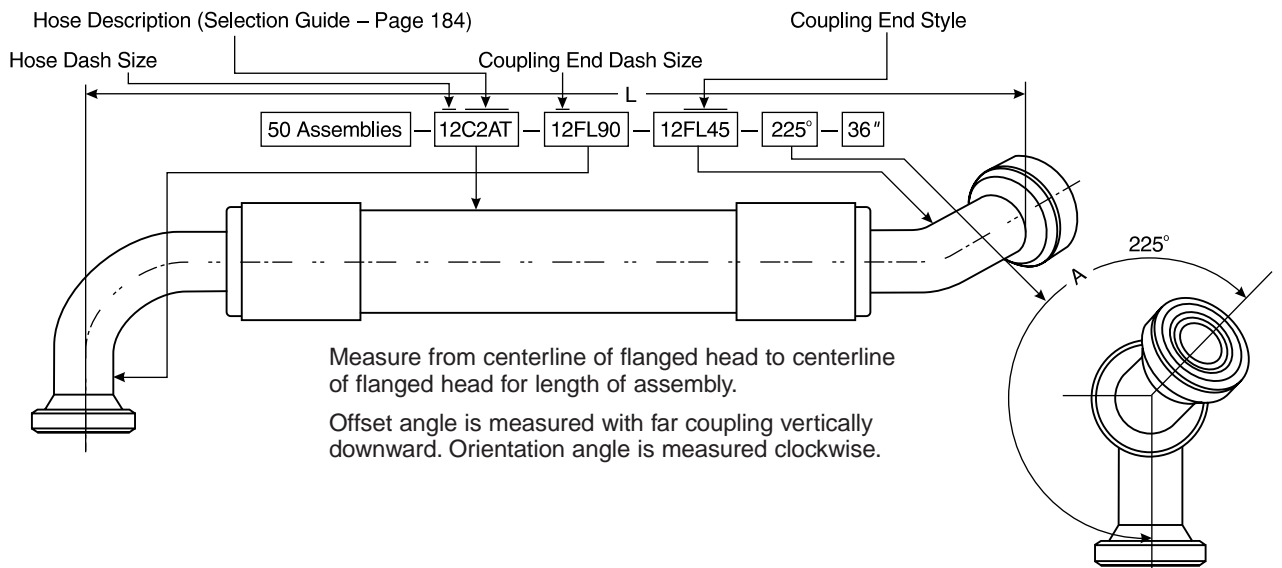 Hose Description (Selection Guide – Page 184)
Coupling End Style
Hose Dash Size
Coupling End Dash Size
L
50 Assemblies – 12C2AT – 12FL90 – 12FL45 – 225° – 36"
225°
A
Measure from centerline of flanged head to centerline
of flanged head for length of assembly.
Offset angle is measured with far coupling vertically
downward. Orientation angle is measured clockwise.